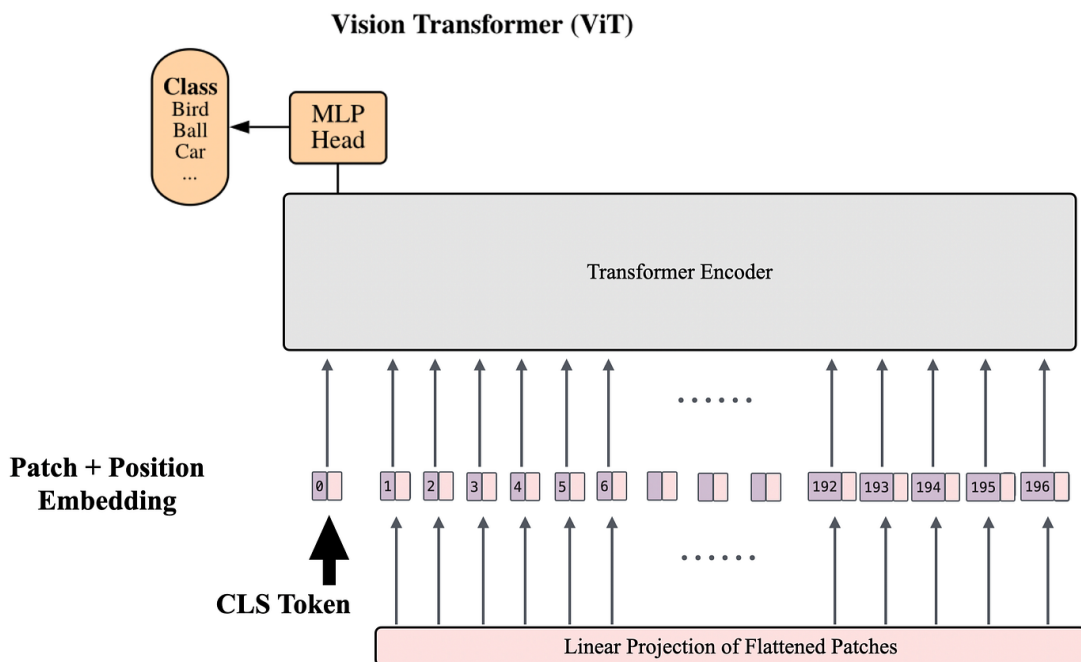 Vision Transformer (ViT)
Class
Bird
Ball
Car
...
MLP
Head
Transformer Encoder
......
Patch + Position
Embedding
0 1 2 3 4 5 6 192 193 194 195 196
......
CLS Token
Linear Projection of Flattened Patches